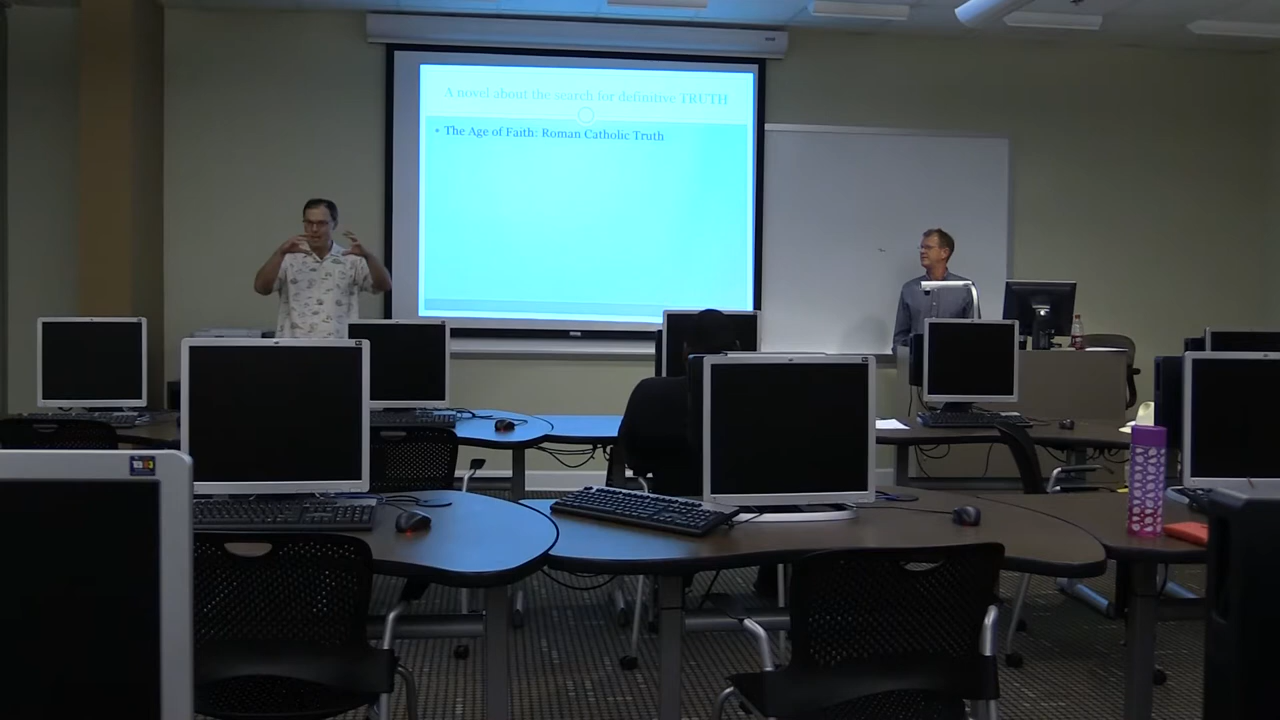 A novel about the search for definitive TRUTH
• The Age of Faith: Roman Catholic Truth